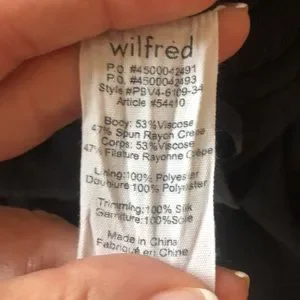 wilfred
P.O. #4500042491
P.O. #4500042493
Style #PBV4-6109-34
Article #54410
Body: 53%Viscose
47% Spun Rayon Crepe
Corps: 53%Viscose
47% Filature Rayonne Crêpe
Lining:100% Polyester
Doublure 100% Polyester
Trimming:100% Silk
Garniture:100%Soie
Made in China
Fabriqué en Chine